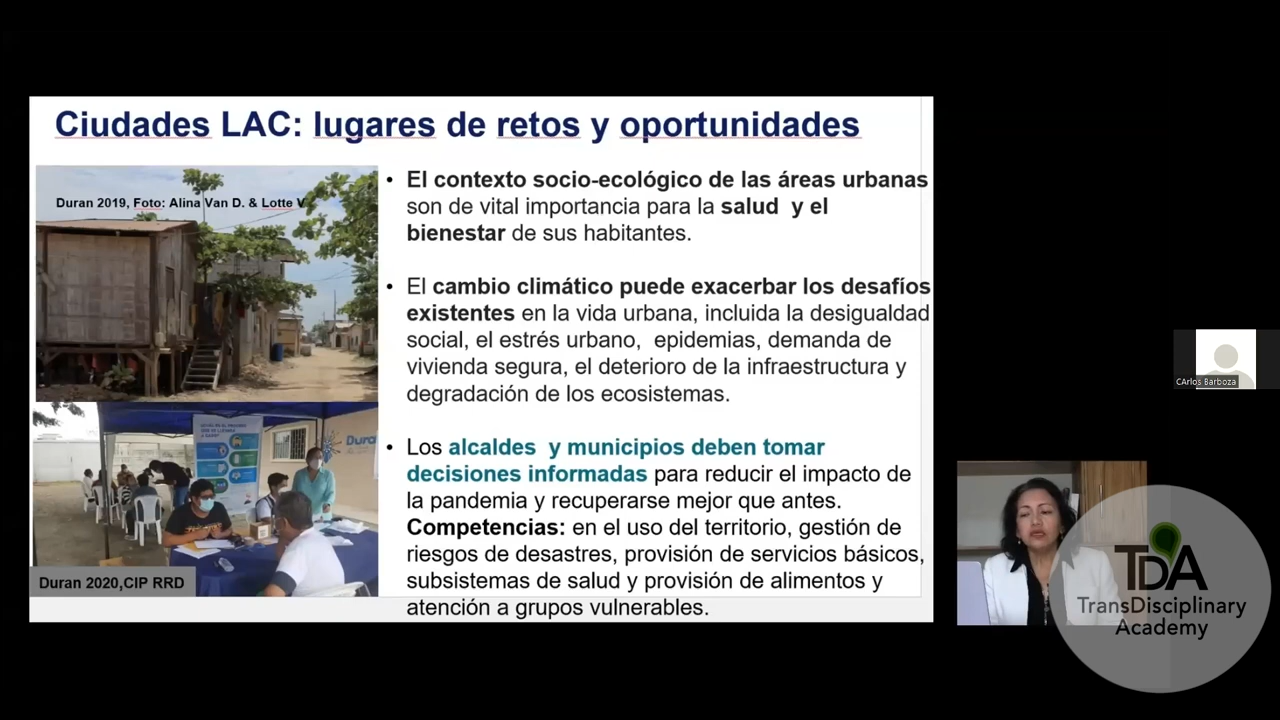 Ciudades LAC: lugares de retos y oportunidades
Duran 2019, Foto: Alina Van D. & Lotte V
• El contexto socio-ecológico de las áreas urbanas
son de vital importancia para la salud y el
bienestar de sus habitantes.
• El cambio climático puede exacerbar los desafíos
existentes en la vida urbana, incluida la desigualdad
social, el estrés urbano, epidemias, demanda de
vivienda segura, el deterioro de la infraestructura y
degradación de los ecosistemas.
• Los alcaldes y municipios deben tomar
decisiones informadas para reducir el impacto de
la pandemia y recuperarse mejor que antes.
Competencias: en el uso del territorio, gestión de
riesgos de desastres, provisión de servicios básicos,
subsistemas de salud y provisión de alimentos y
atención a grupos vulnerables.
Duran 2020,CIP RRD
CArlos Barboza
TDA
TransDisciplinary
Academy